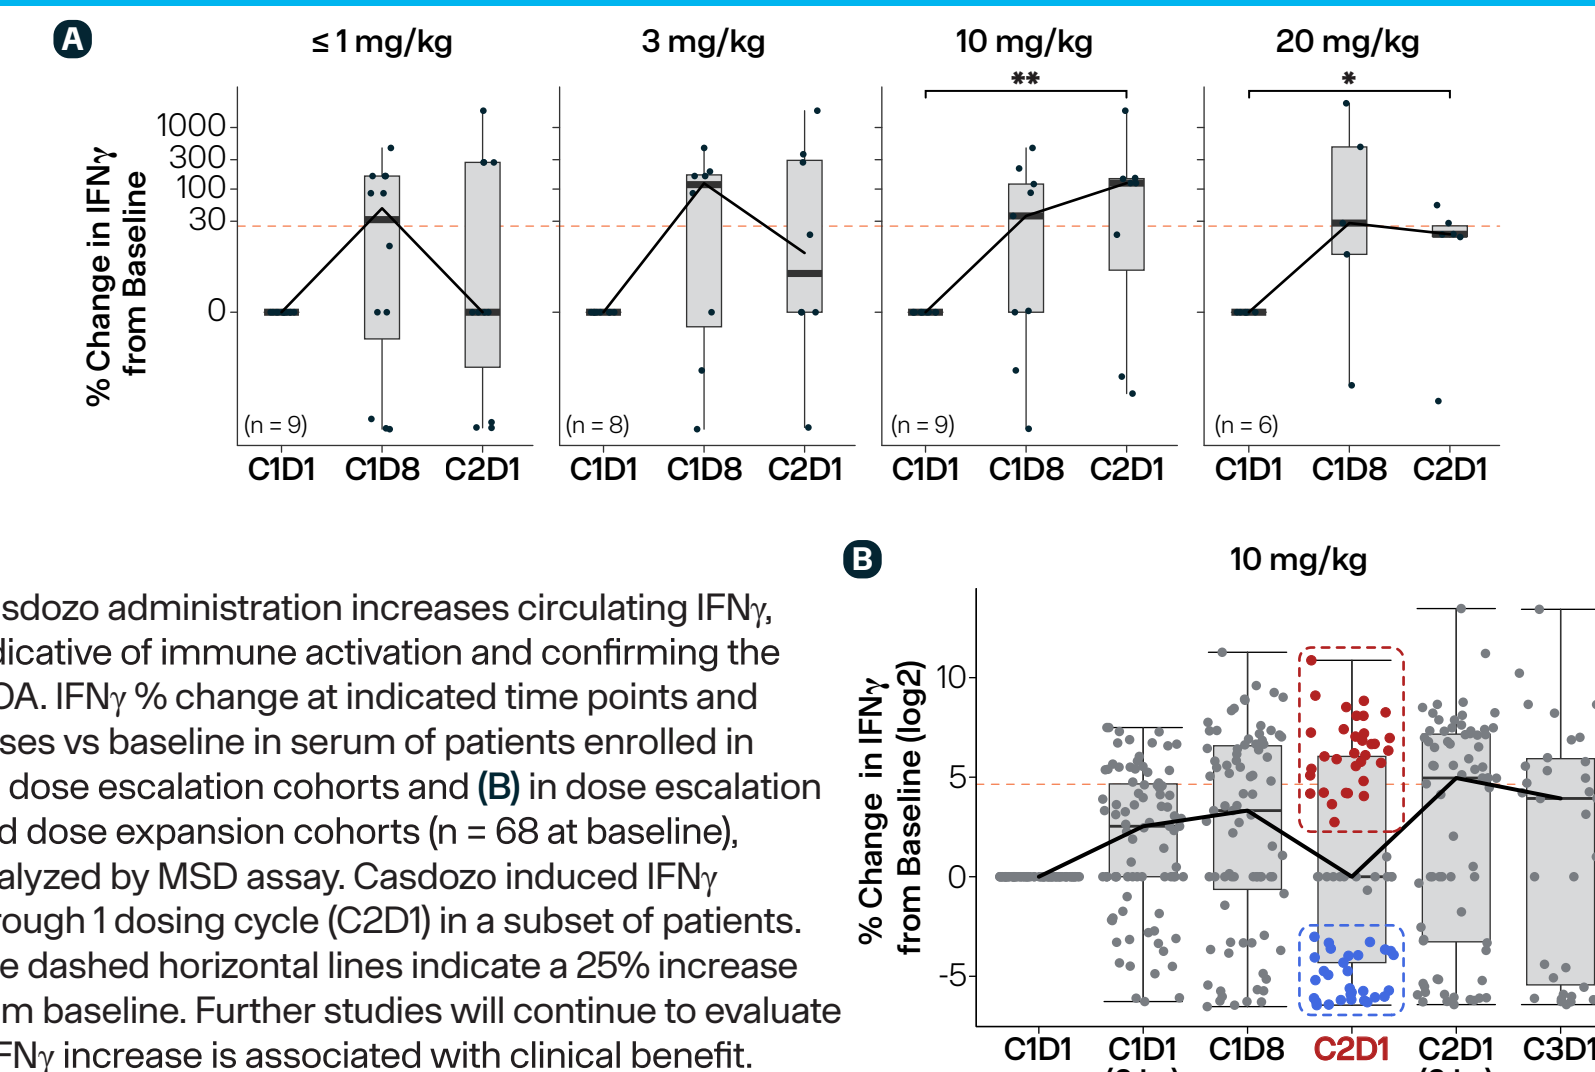 A
≤ 1 mg/kg 3 mg/kg 10 mg/kg 20 mg/kg
** *
% Change in IFNγ
from Baseline
1000
300
100
30
0
(n = 9) (n = 8) (n = 9) (n = 6)
C1D1 C1D8 C2D1 C1D1 C1D8 C2D1 C1D1 C1D8 C2D1 C1D1 C1D8 C2D1
sdozo administration increases circulating IFNγ,
dicative of immune activation and confirming the
OA. IFNγ % change at indicated time points and
ses vs baseline in serum of patients enrolled in
dose escalation cohorts and (B) in dose escalation
d dose expansion cohorts (n = 68 at baseline),
alyzed by MSD assay. Casdozo induced IFNγ
rough 1 dosing cycle (C2D1) in a subset of patients.
e dashed horizontal lines indicate a 25% increase
m baseline. Further studies will continue to evaluate
FNγ increase is associated with clinical benefit.
B
10 mg/kg
% Change in IFNγ
from Baseline (log2)
10
5
0
-5
C1D1 C1D1 C1D8 C2D1 C2D1 C3D1